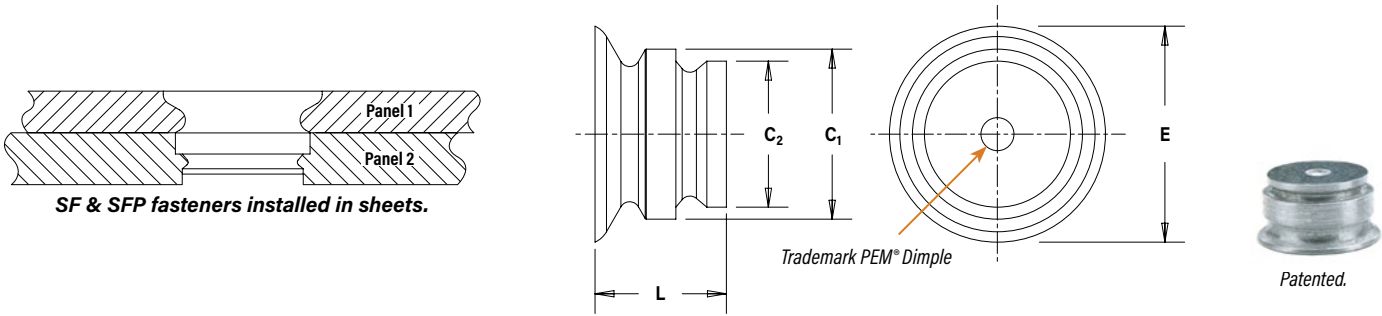 Panel 1
Panel 2
SF & SFP fasteners installed in sheets.
C2
C1
E
L
Trademark PEM® Dimple
Patented.